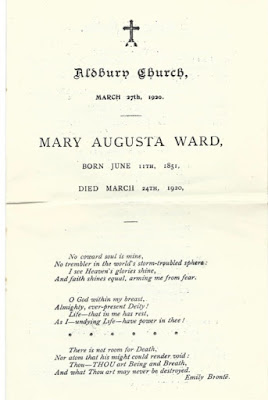 Aldbury Church,
MARCH 27TH, 1920.
MARY AUGUSTA WARD,
BORN JUNE 11TH, 1851,
DIED MARCH 24TH, 1920,
No coward soul is mine,
No trembler in the world's storm-troubled sphere:
I see Heaven's glories shine,
And faith shines equal, arming me from fear.
O God within my breast,
Almighty, ever-present Deity!
Life—that in me has rest,
As I—undying Life—have power in thee!
* * * * * *
There is not room for Death,
Nor atom that his might could render void:
Thou—THOU art Being and Breath,
And what Thou art may never be destroyed.
Emily Brontë.